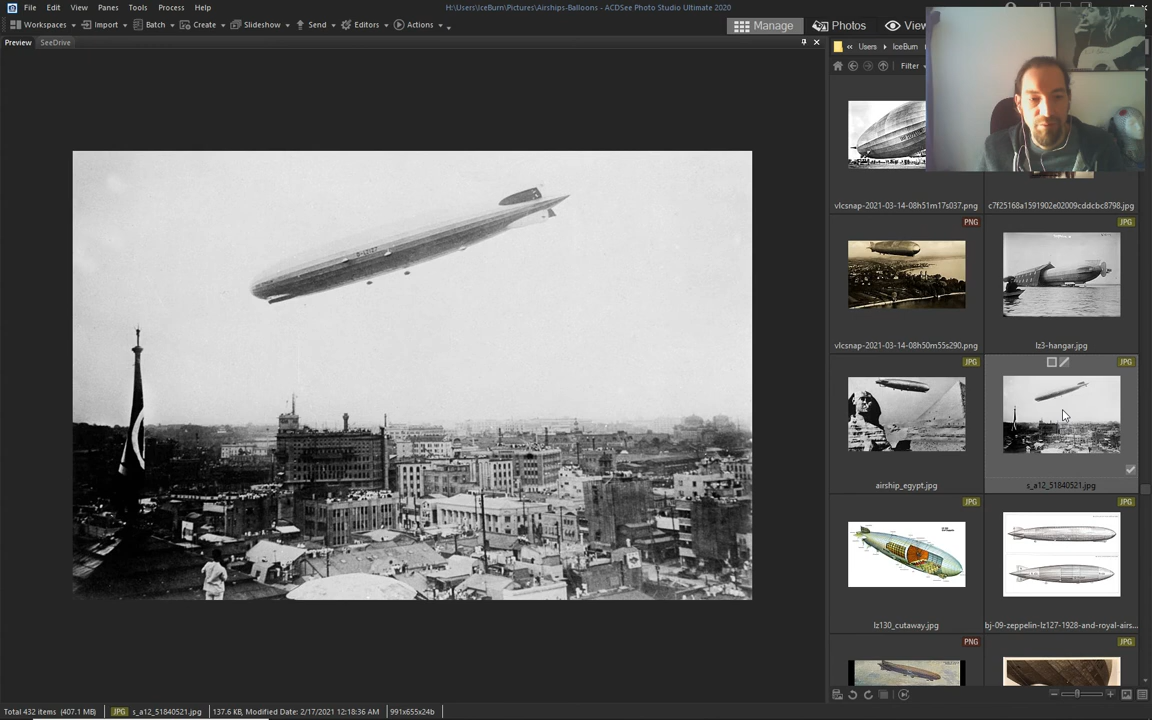 File Edit View Panes Tools Process Help
H:\Users\IceBurn\Pictures\Airships-Balloons - ACDSee Photo Studio Ultimate 2020
Workspaces Import Batch Create Slideshow Send Editors Actions
Manage Photos View
Preview SeeDrive
Users IceBurn
Filter
vlcsnap-2021-03-14-08h51m17s037.png
c7f25168a1591902e02009cddcbc8798.jpg
PNG
JPG
vlcsnap-2021-03-14-08h50m55s290.png
lz3-hangar.jpg
JPG
JPG
airship_egypt.jpg
s_a12_51840521.jpg
JPG
JPG
lz130_cutaway.jpg
bj-09-zeppelin-lz127-1928-and-royal-airs...
PNG
JPG
Total 432 items (407.1 MB)
JPG
s_a12_51840521.jpg
137.6 KB, Modified Date: 2/17/2021 12:18:36 AM
991x655x24b